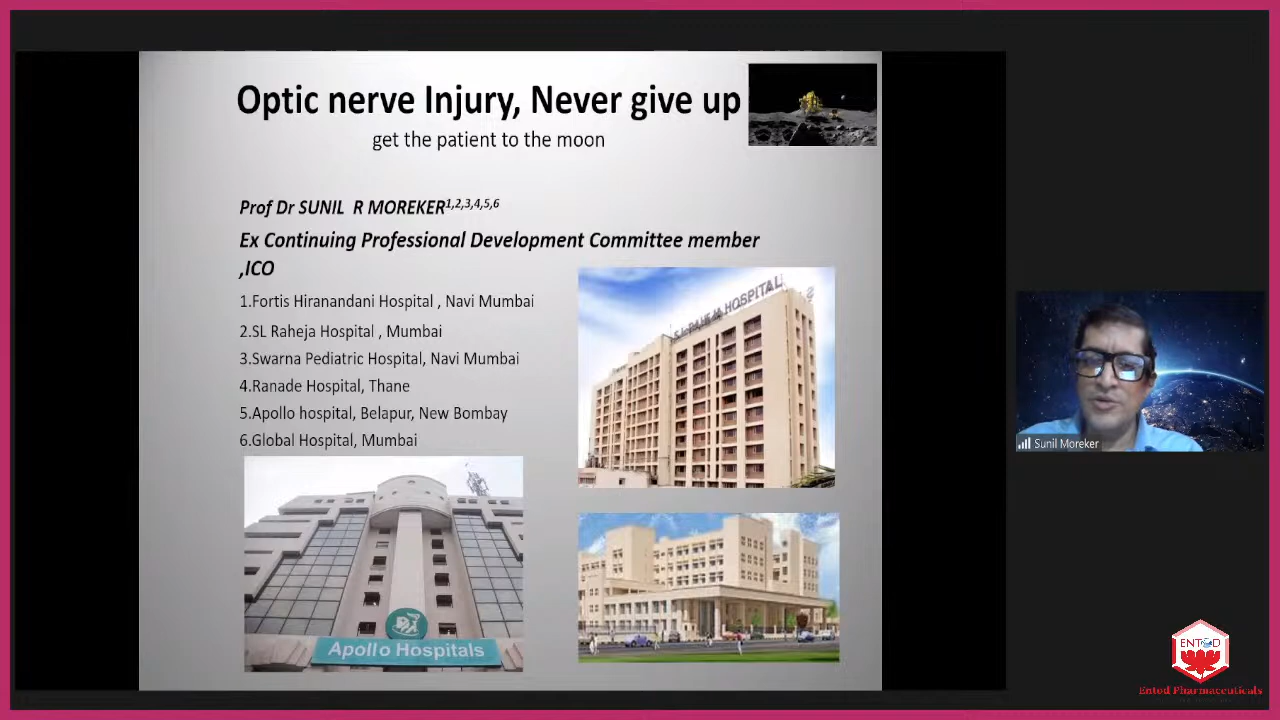 Optic nerve Injury, Never give up
get the patient to the moon
Prof Dr SUNIL R MOREKER1,2,3,4,5,6
Ex Continuing Professional Development Committee member
,ICO
1.Fortis Hiranandani Hospital , Navi Mumbai
2.SL Raheja Hospital , Mumbai
3.Swarna Pediatric Hospital, Navi Mumbai
4.Ranade Hospital, Thane
5.Apollo hospital, Belapur, New Bombay
6.Global Hospital, Mumbai
S.L. RAHEJA HOSPITAL
Apollo Hospitals
Sunil Moreker
ENTOD
Entod Pharmaceuticals